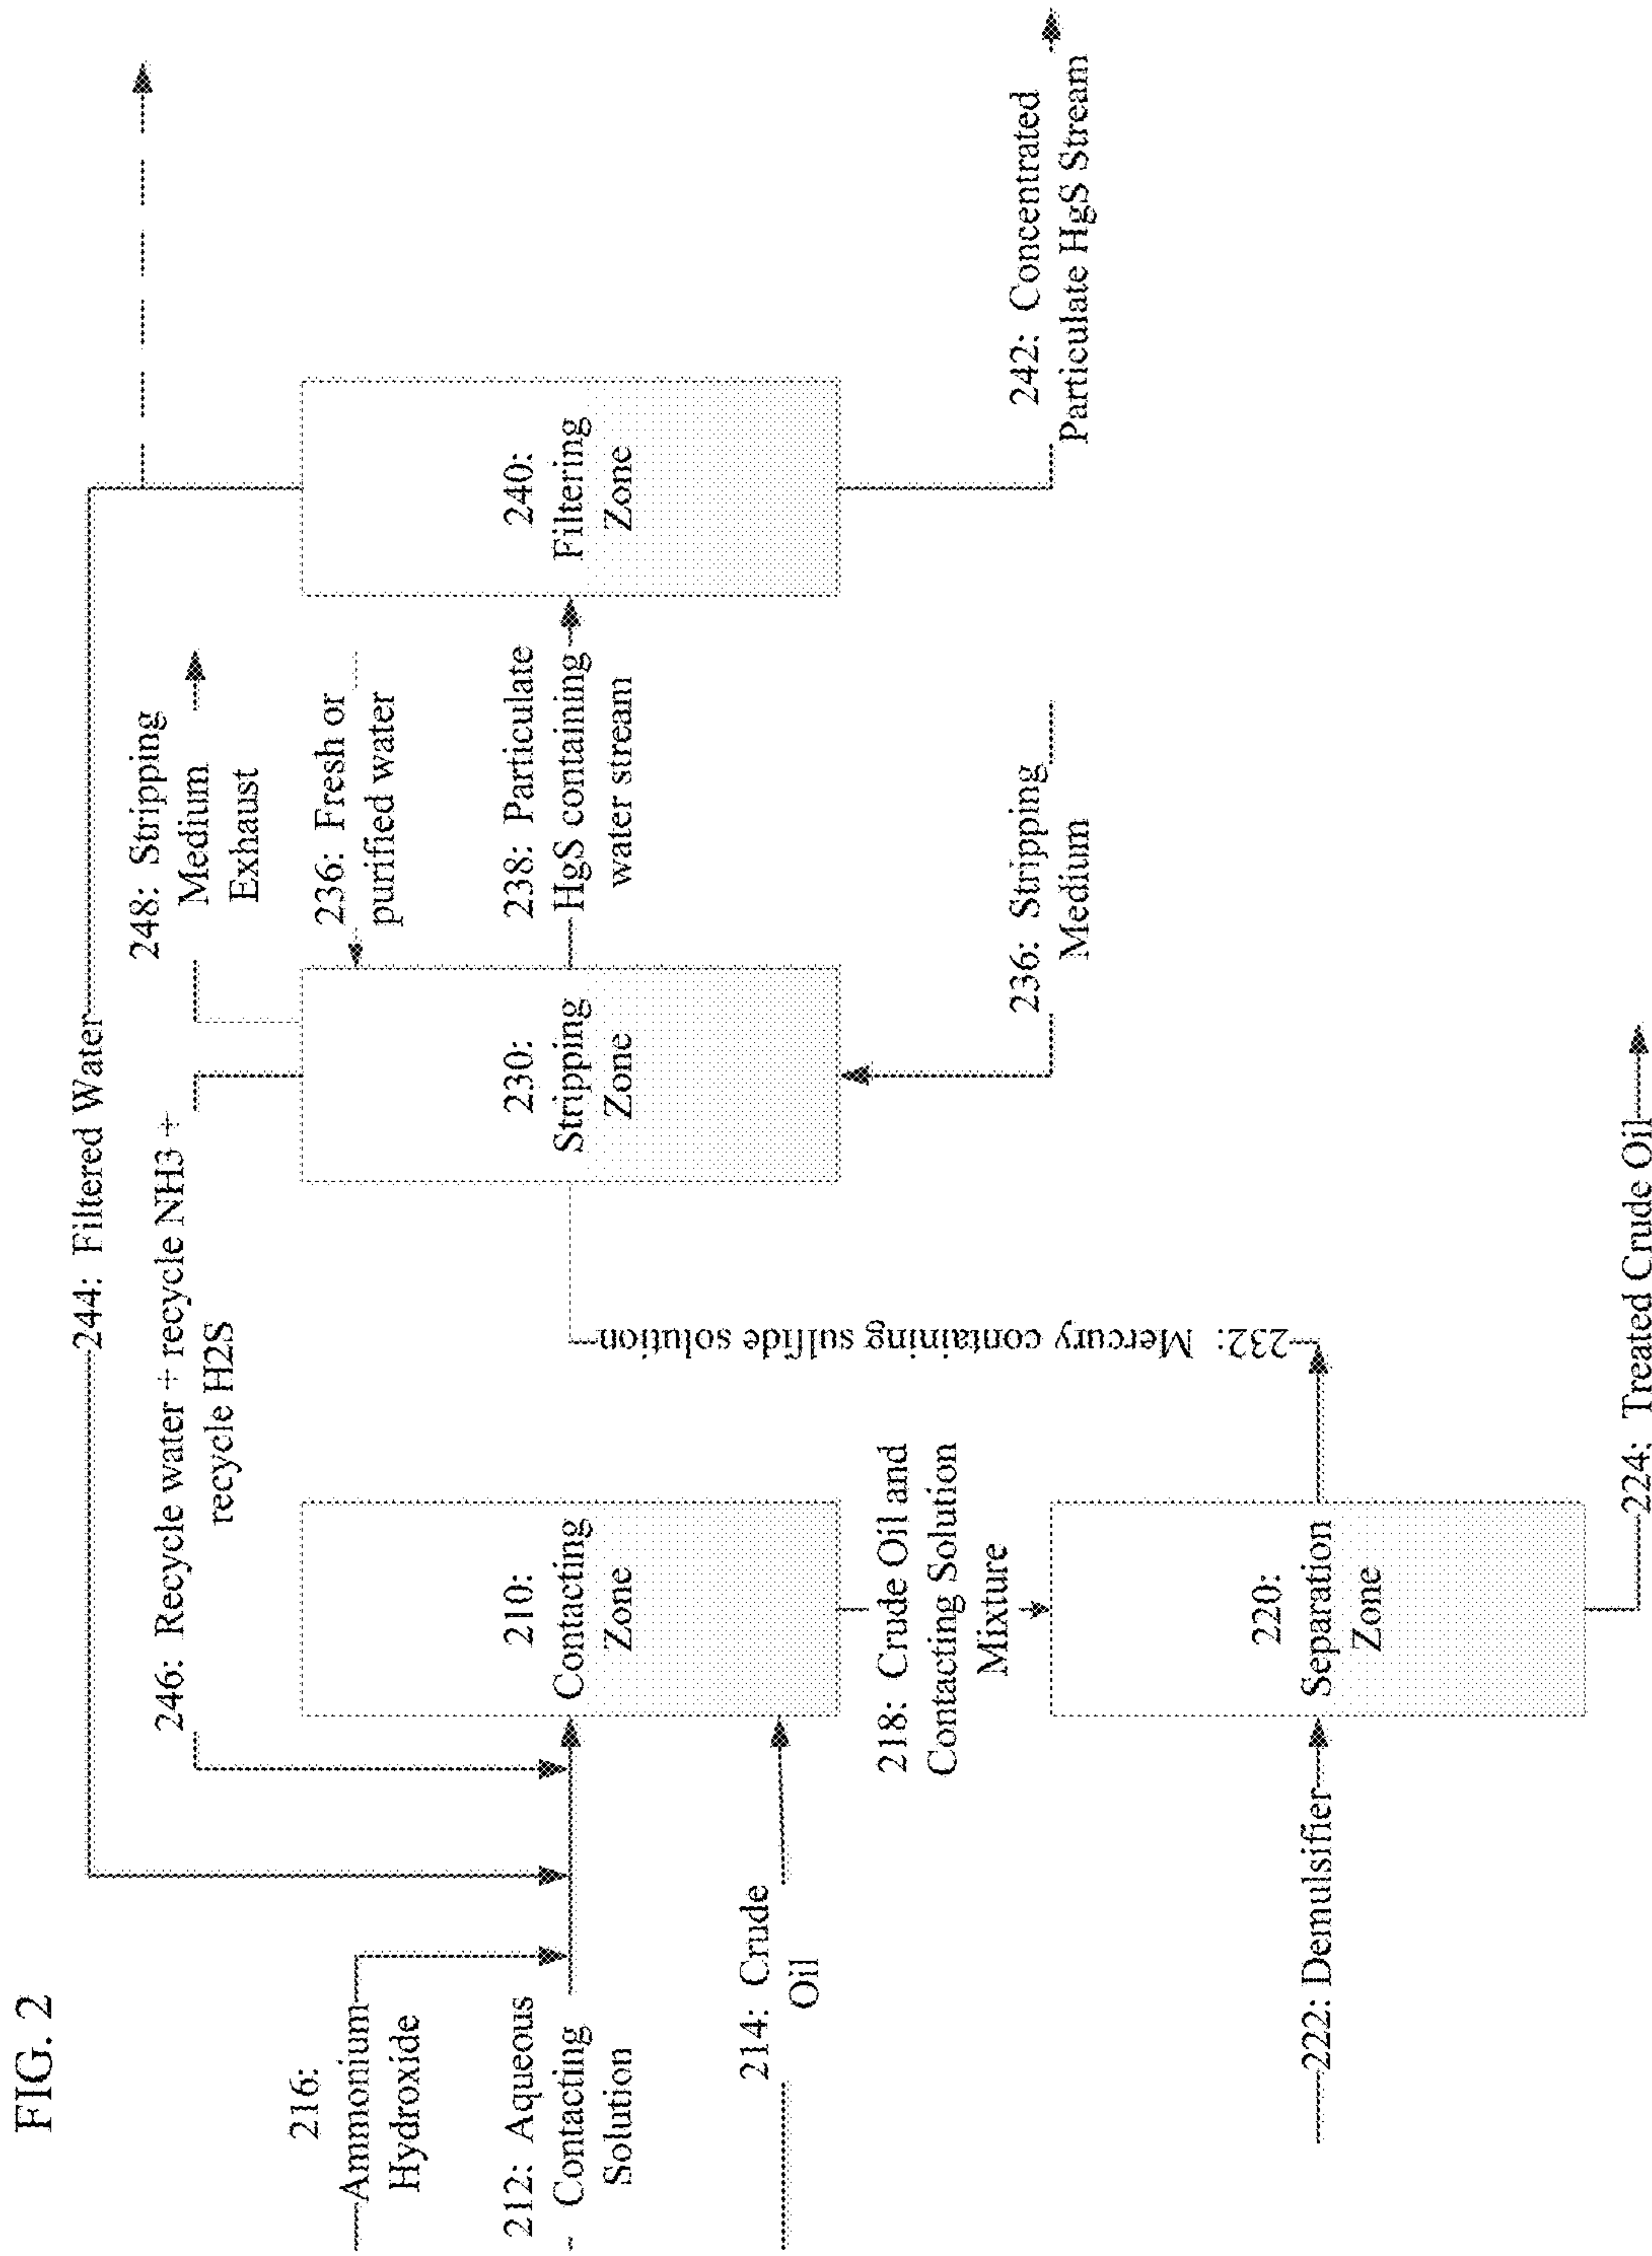 FIG. 2
244: Filtered Water
246: Recycle water + recycle NH3 +
recycle H2S
248: Stripping
Medium
Exhaust
216:
Ammonium
Hydroxide
236: Fresh or
purified water
212: Aqueous
Contacting
Solution
210:
Contacting
Zone
230:
Stripping
Zone
238: Particulate
HgS containing
water stream
240:
Filtering
Zone
214: Crude
Oil
218: Crude Oil and
Contacting Solution
Mixture
232: Mercury containing sulfide solution
236: Stripping
Medium
242: Concentrated
Particulate HgS Stream
222: Demulsifier
220:
Separation
Zone
224: Treated Crude Oil